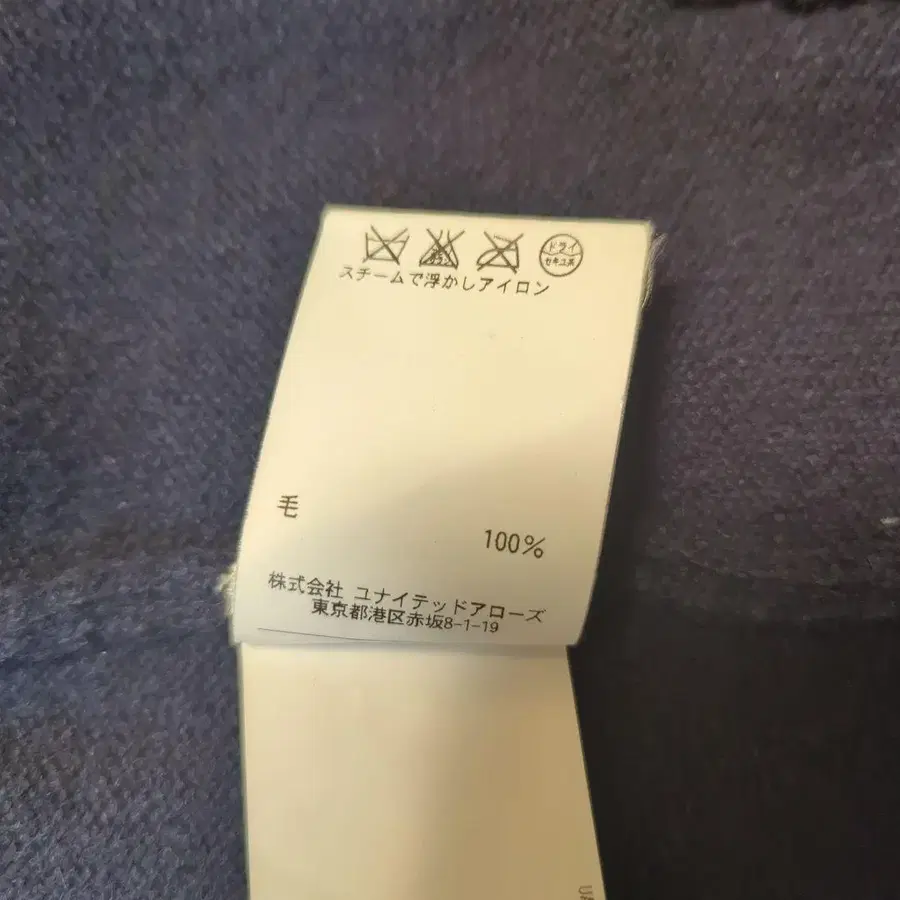 ドライ
セキユ系
スチームで浮かしアイロン
毛
100%
株式会社 ユナイテッドアローズ
東京都港区赤坂8-1-19